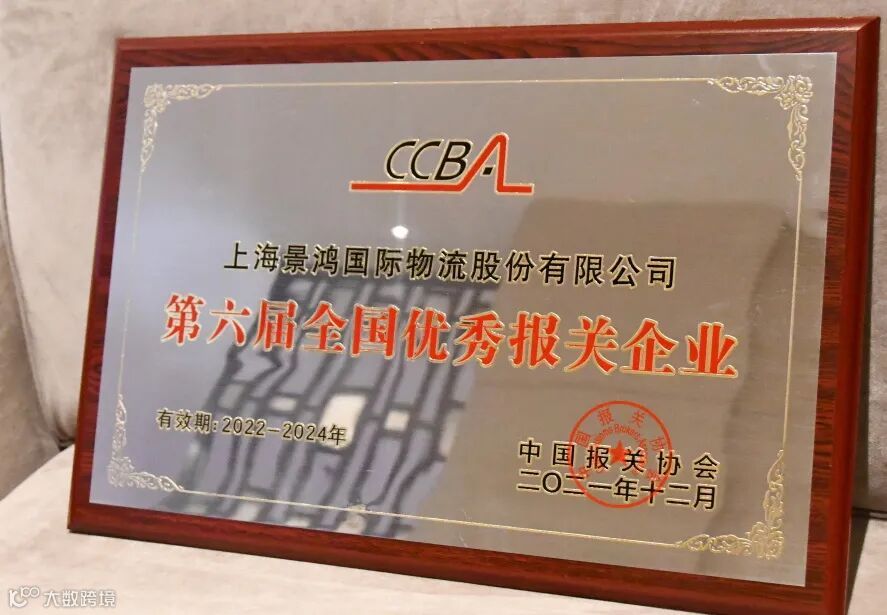 CCBA
上海景鸿国际物流股份有限公司
第六届全国优秀报关企业
有效期:2022-2024年
中国报关协会
二〇二一年十二月
大数跨境